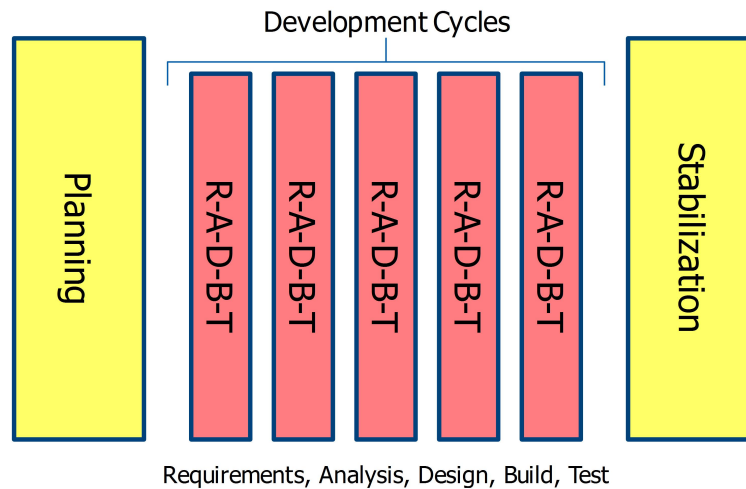 Development Cycles
Planning
R-A-D-B-T
R-A-D-B-T
R-A-D-B-T
R-A-D-B-T
R-A-D-B-T
Stabilization
Requirements, Analysis, Design, Build, Test